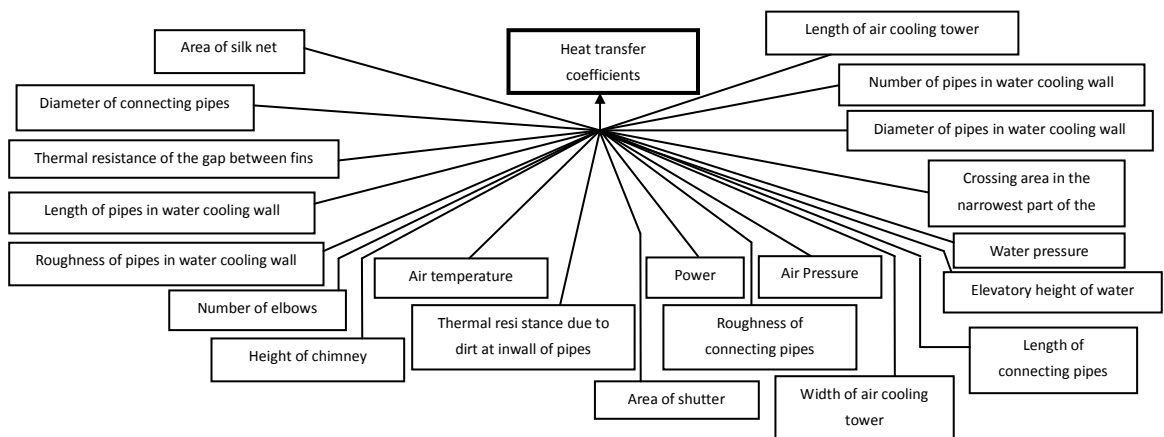 Area of silk net
Heat transfer
coefficients
Length of air cooling tower
Diameter of connecting pipes
Number of pipes in water cooling wall
Thermal resistance of the gap between fins
Diameter of pipes in water cooling wall
Length of pipes in water cooling wall
Crossing area in the
narrowest part of the
Roughness of pipes in water cooling wall
Water pressure
Air temperature
Power
Air Pressure
Elevatory height of water
Number of elbows
Thermal resi stance due to
dirt at inwall of pipes
Roughness of
connecting pipes
Height of chimney
Length of
connecting pipes
Area of shutter
Width of air cooling
tower